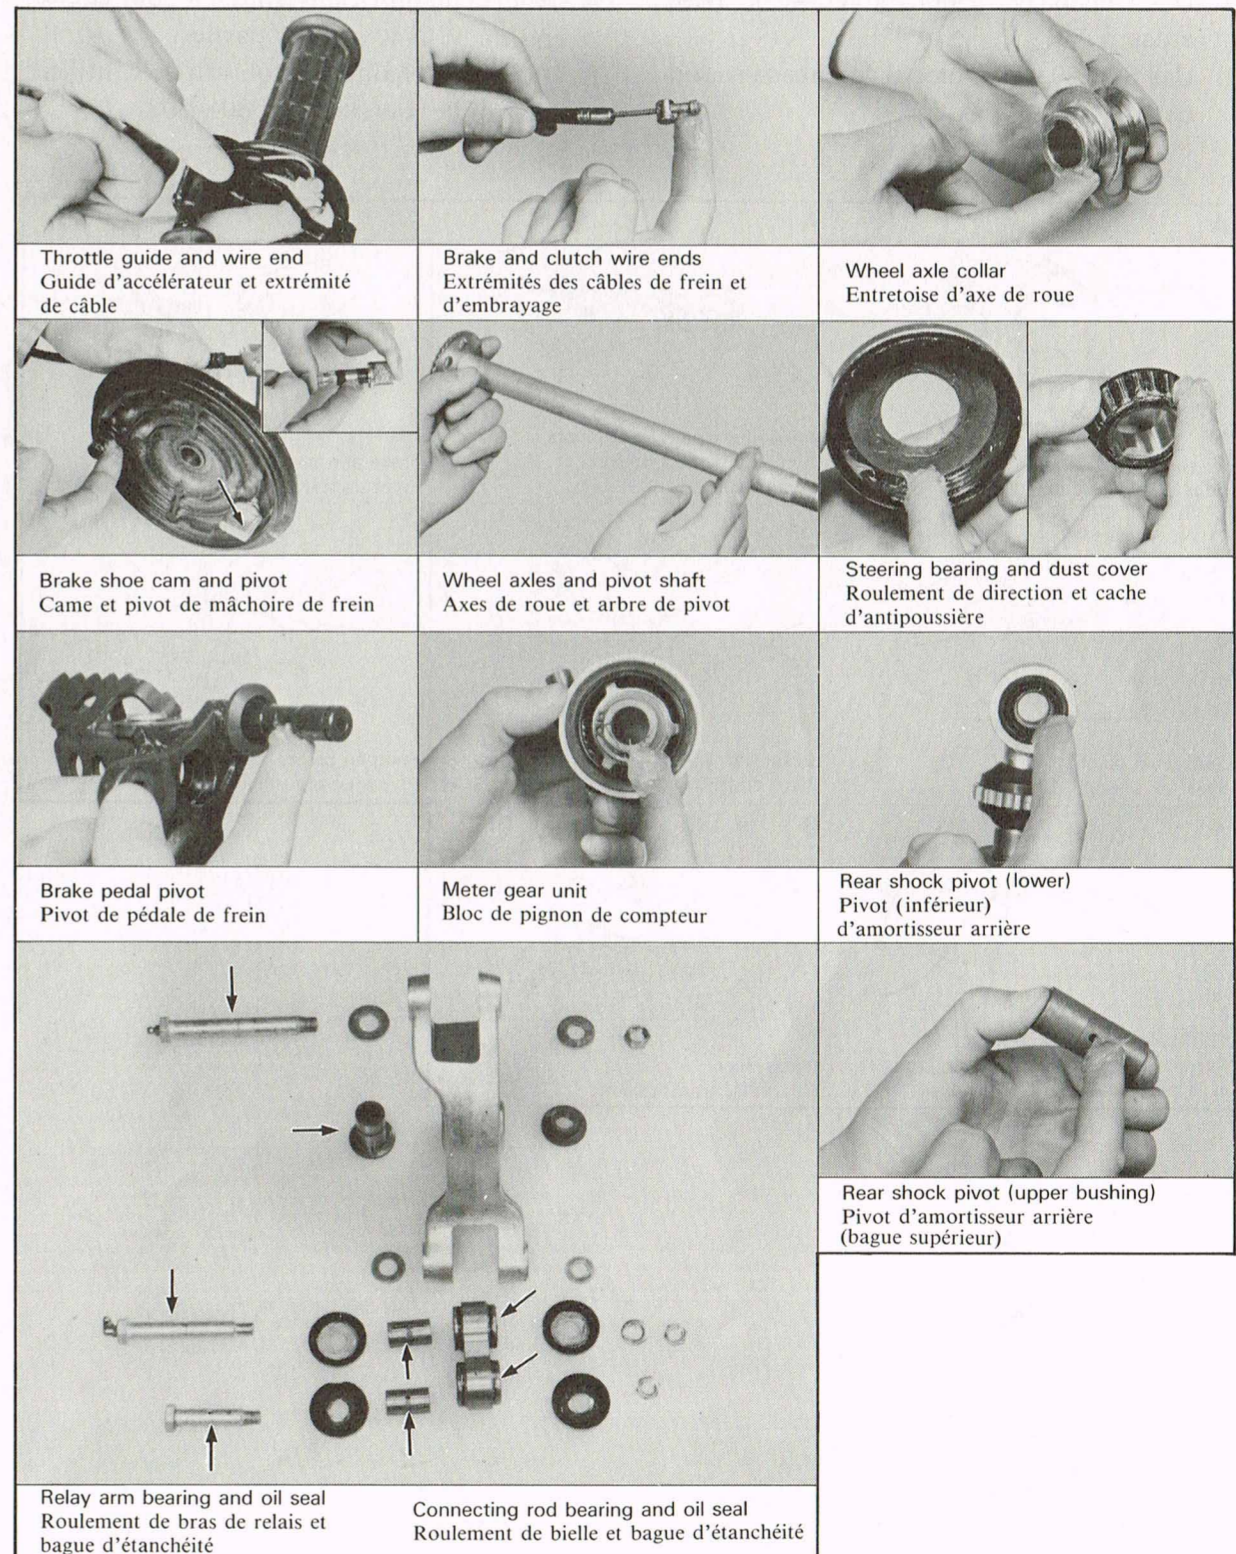 Throttle guide and wire end
Guide d'accélérateur et extrémité
de câble
Brake and clutch wire ends
Extrémités des câbles de frein et
d'embrayage
Wheel axle collar
Entretoise d'axe de roue
Brake shoe cam and pivot
Came et pivot de mâchoire de frein
Wheel axles and pivot shaft
Axes de roue et arbre de pivot
Steering bearing and dust cover
Roulement de direction et cache
d'antipoussière
Brake pedal pivot
Pivot de pédale de frein
Meter gear unit
Bloc de pignon de compteur
Rear shock pivot (lower)
Pivot (inférieur)
d'amortisseur arrière
Rear shock pivot (upper bushing)
Pivot d'amortisseur arrière
(bague supérieur)
Relay arm bearing and oil seal
Roulement de bras de relais et
bague d'étanchéité
Connecting rod bearing and oil seal
Roulement de bielle et bague d'étanchéité